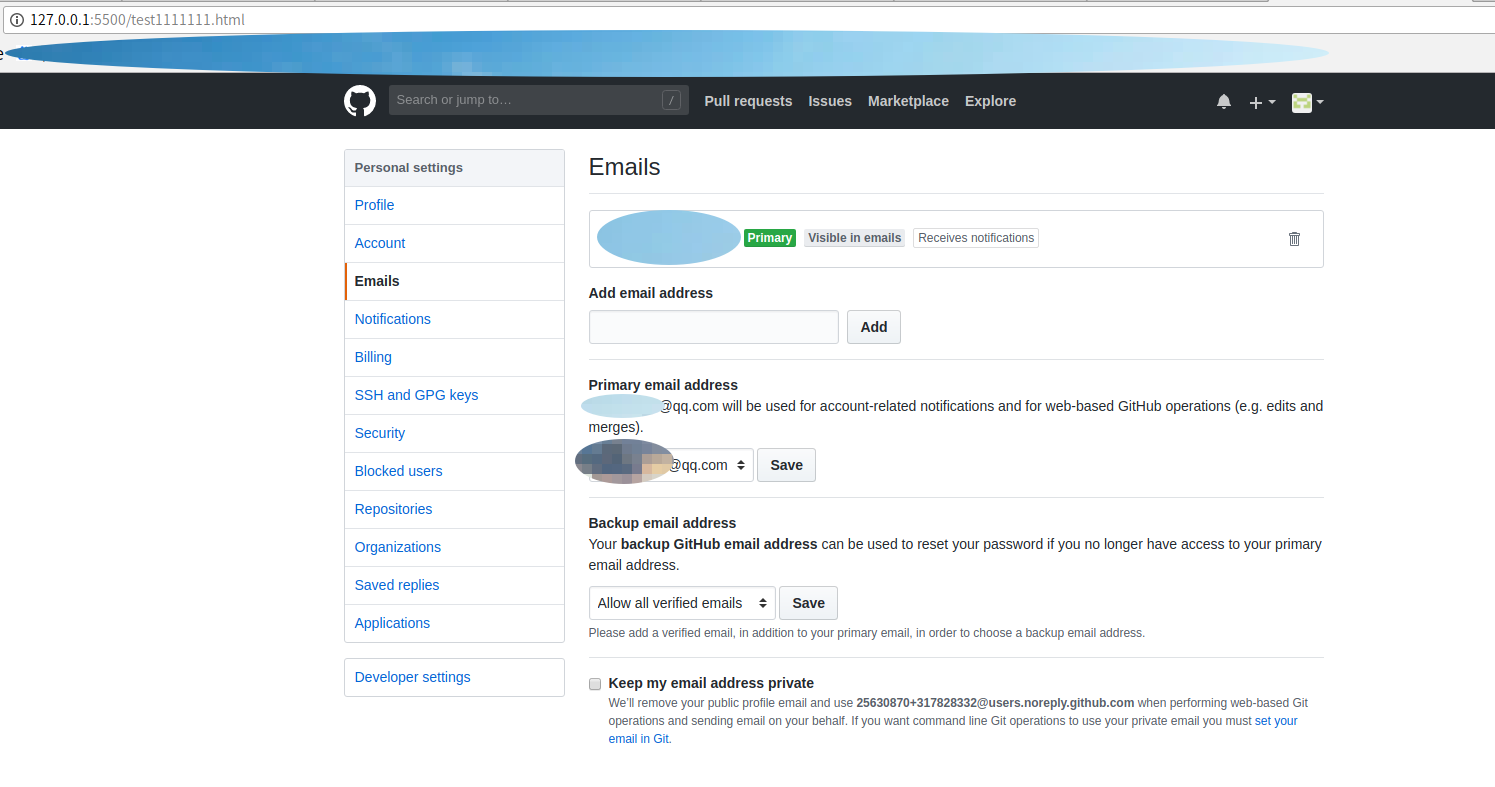 127.0.0.1:5500/test1111111.html
Search or jump to…
/
Pull requests Issues Marketplace Explore
Personal settings
Profile
Account
Emails
Notifications
Billing
SSH and GPG keys
Security
Blocked users
Repositories
Organizations
Saved replies
Applications
Developer settings
Emails
Primary Visible in emails Receives notifications
Add email address
Add
Primary email address
@qq.com will be used for account-related notifications and for web-based GitHub operations (e.g. edits and
merges).
@qq.com Save
Backup email address
Your backup GitHub email address can be used to reset your password if you no longer have access to your primary
email address.
Allow all verified emails Save
Please add a verified email, in addition to your primary email, in order to choose a backup email address.
Keep my email address private
We’ll remove your public profile email and use 25630870+317828332@users.noreply.github.com when performing web-based Git
operations and sending email on your behalf. If you want command line Git operations to use your private email you must set your
email in Git.